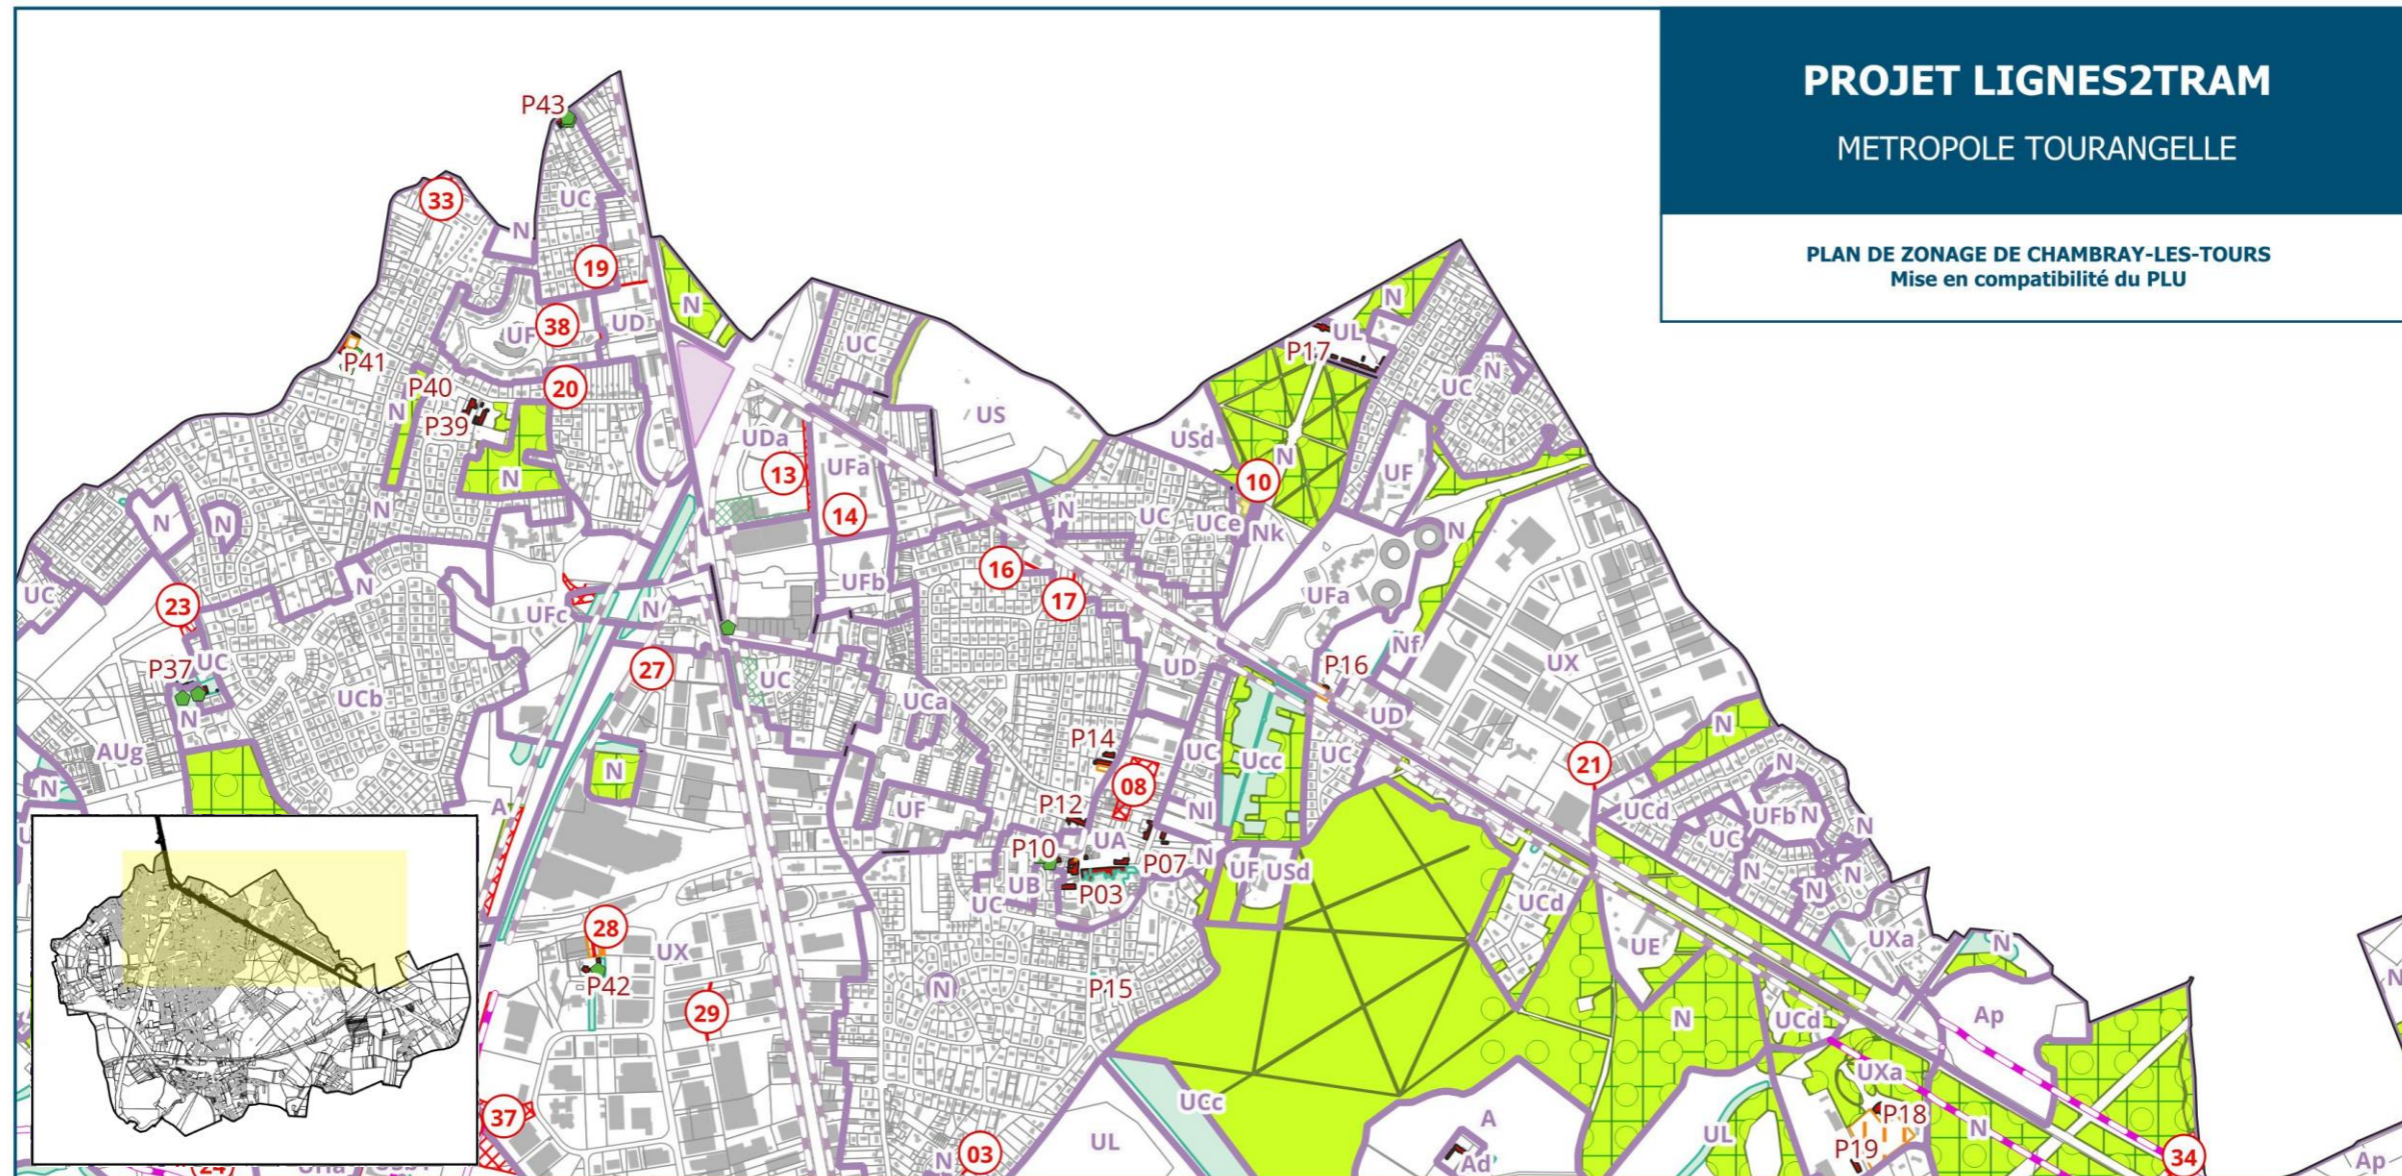 PROJET LIGNES2TRAM
METROPOLE TOURANGELLE
PLAN DE ZONAGE DE CHAMBRAY-LES-TOURS
Mise en compatibilité du PLU
P43
33
UC
N
19
N
38
UF
UD
P41
UC
N
UL
P17
P40
N
20
UC
N
P39
US
UDa
USd
13
UFa
N
UF
N
10
14
N
N
N
N
UC
UCe
Nk
N
16
UFb
UC
N
17
UFa
23
UFc
N
Nf
UX
P37
UC
27
UC
UD
P16
UCb
N
UCa
UD
N
AUg
P14
UC
Ucc
UC
N
21
N
N
08
A
P12
UF
Nl
UCd
UFb
N
N
UA
UC
P10
P07
N
UF
USd
N
N
UB
P03
N
UC
UCd
28
UX
UE
UXa
N
P42
N
P15
29
N
UCd
Ap
N
UXa
37
UCc
A
UL
P18
N
UL
N
03
Ad
P19
34
Ap
24